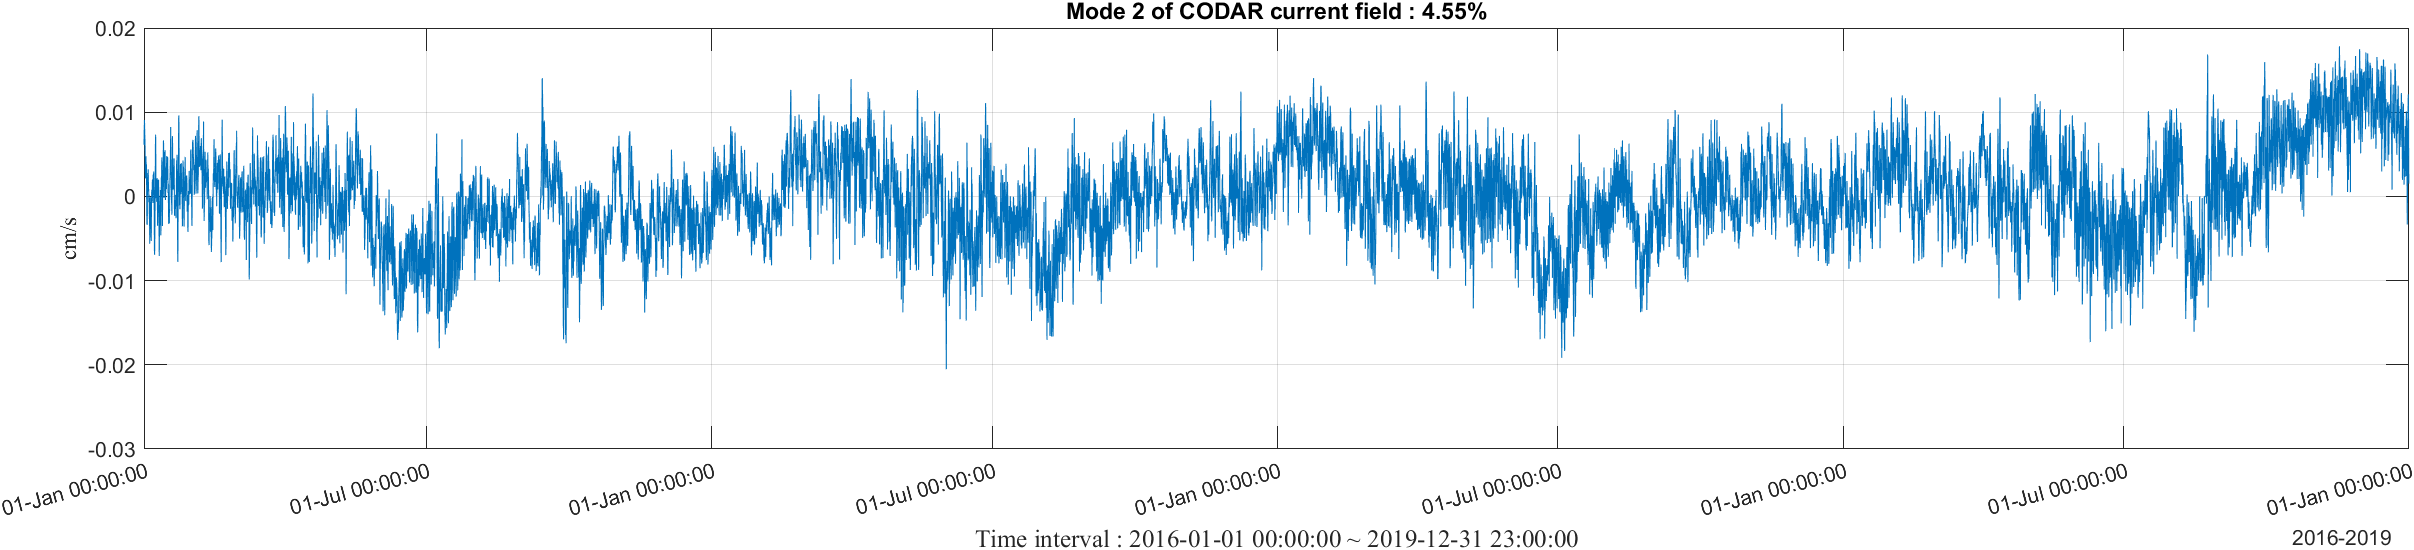 Mode 2 of CODAR current field : 4.55%
0.02
0.01
0
-0.01
-0.02
-0.03
cm/s
01-Jan 00:00:00
01-Jul 00:00:00
01-Jan 00:00:00
01-Jul 00:00:00
01-Jan 00:00:00
01-Jul 00:00:00
01-Jan 00:00:00
01-Jul 00:00:00
01-Jan 00:00:00
Time interval : 2016-01-01 00:00:00 ~ 2019-12-31 23:00:00
2016-2019